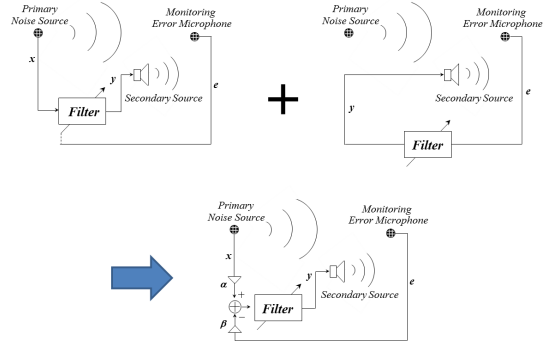 Primary
Noise Source
Monitoring
Error Microphone
x
y
e
Secondary Source
Filter
+
Primary
Noise Source
Monitoring
Error Microphone
Secondary Source
y
e
Filter
Primary
Noise Source
Monitoring
Error Microphone
x
y
e
α
+
Filter
Secondary Source
−
β